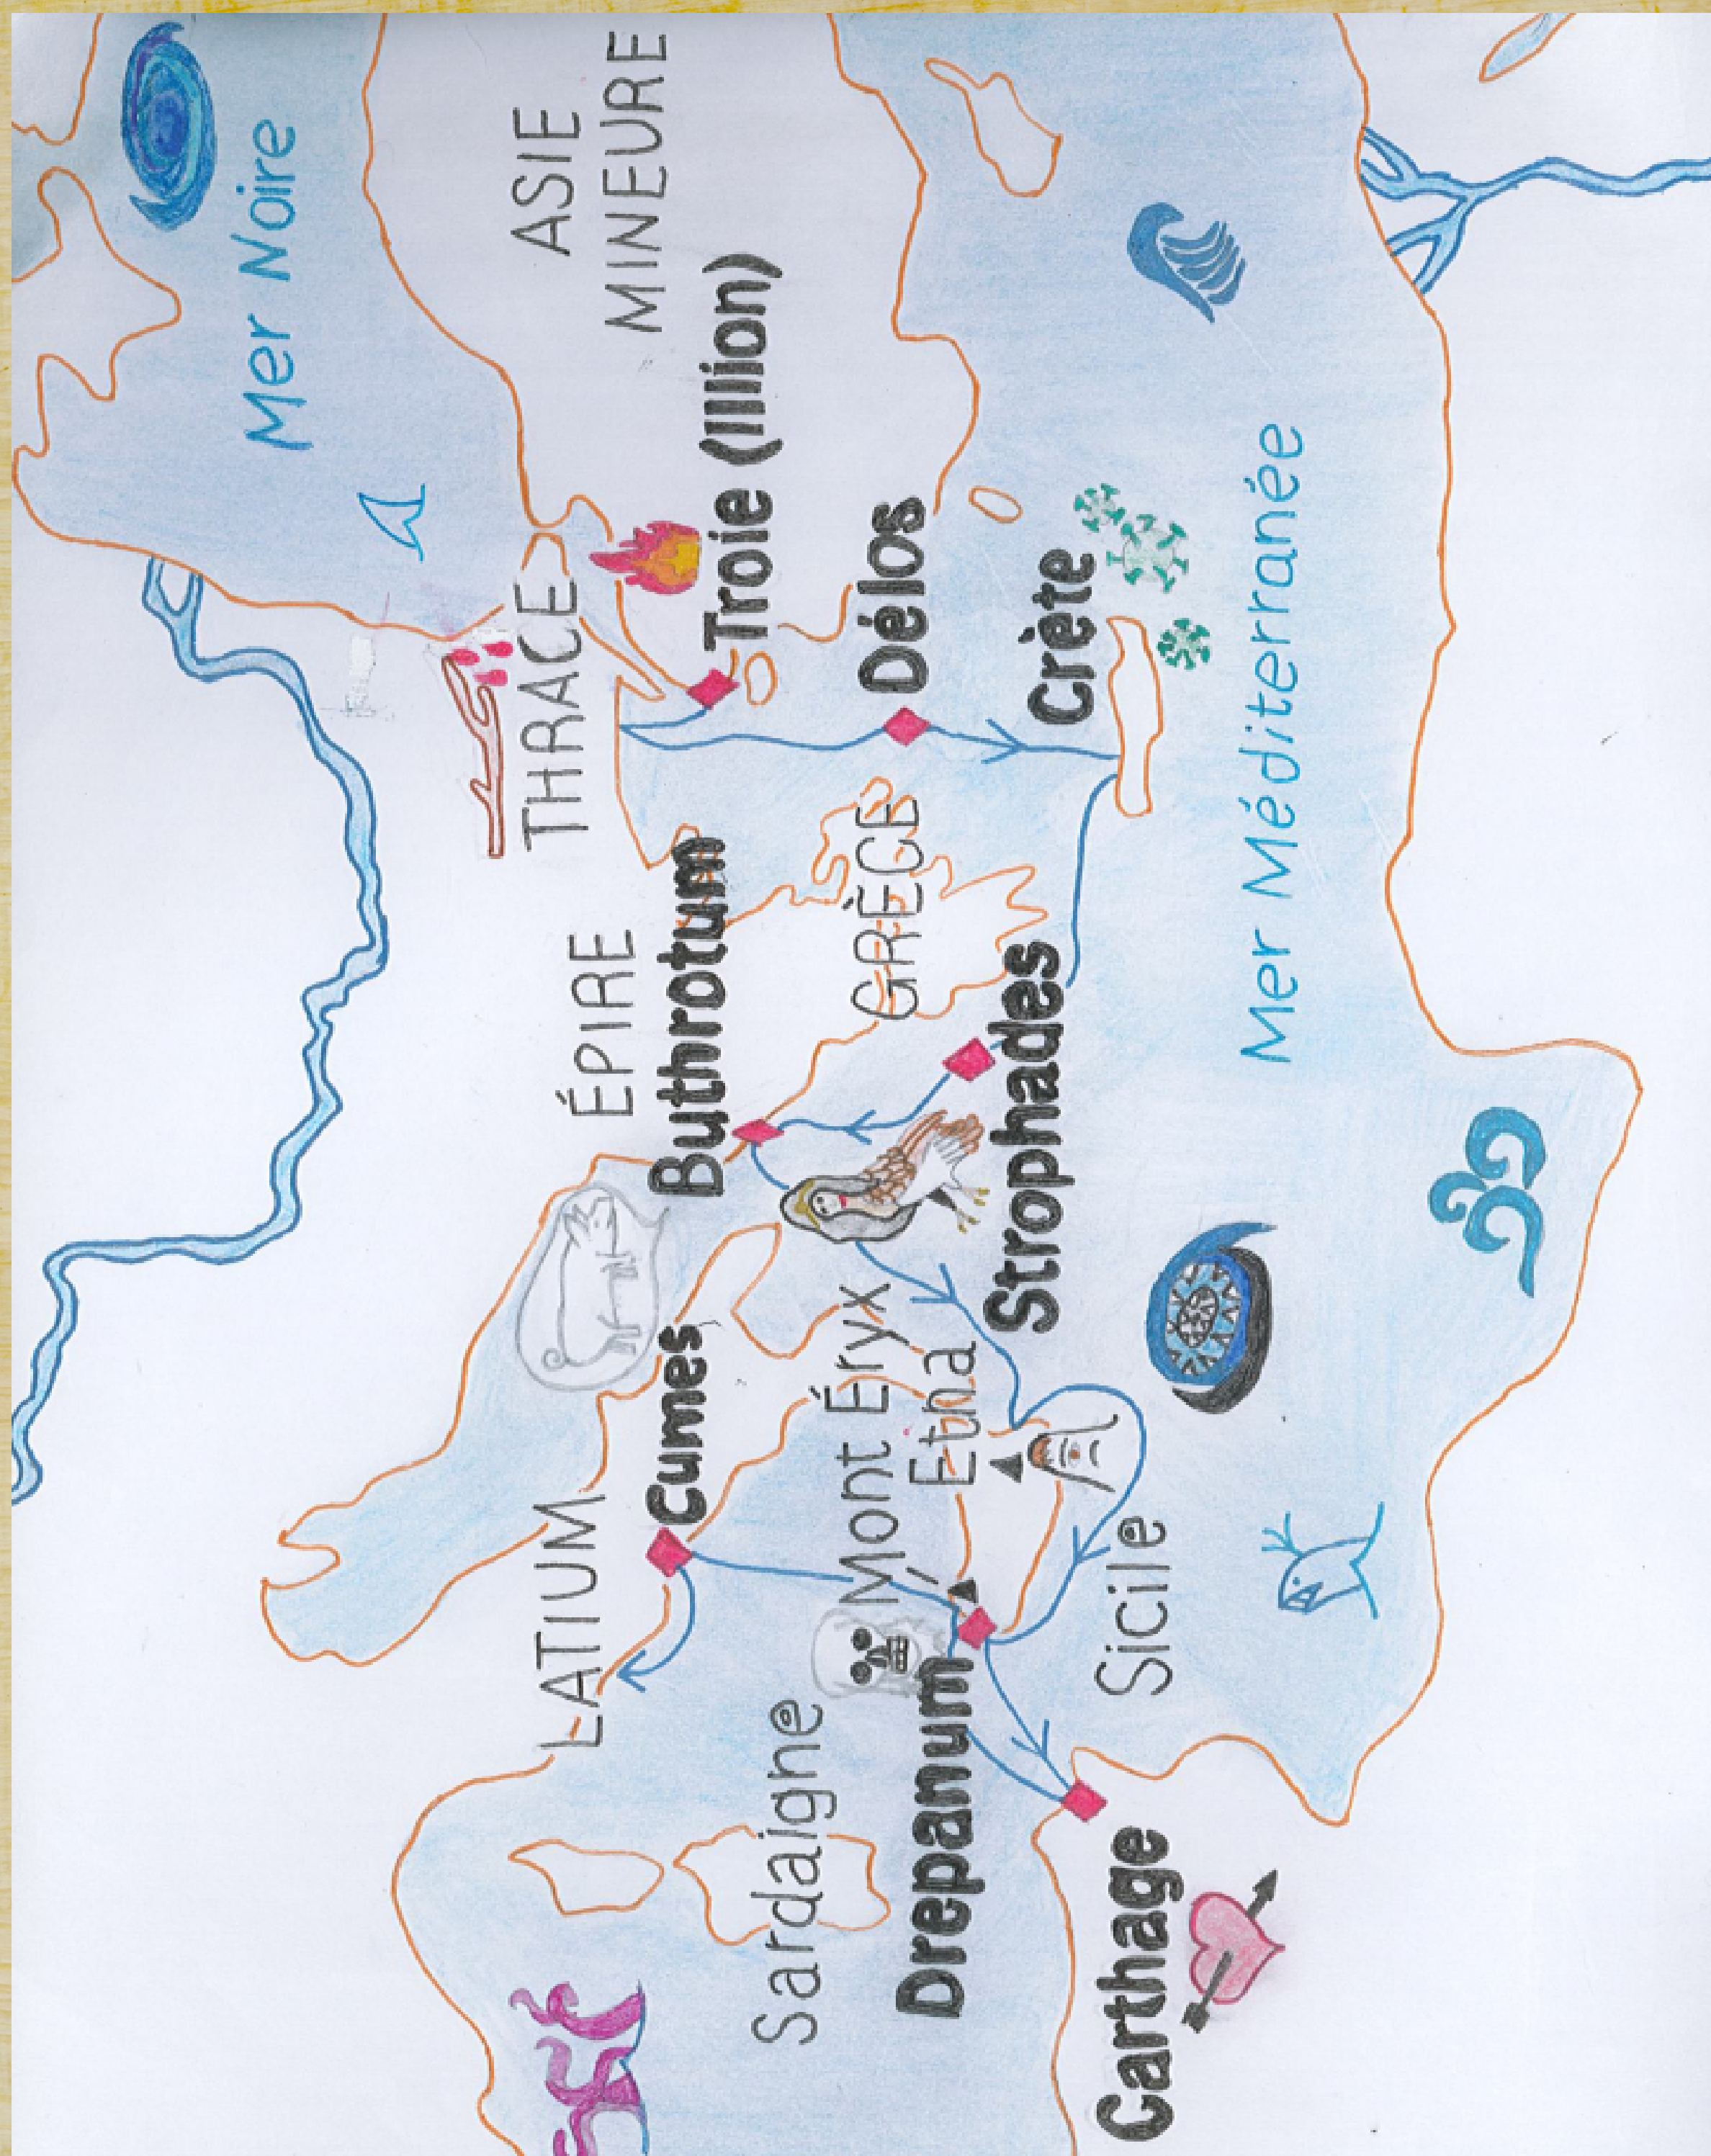 Mer Noire
ASIE
MINEURE
THRACE
LATIUM
ÉPIRE
Cumes
Buthrotum
Troie (Illion)
Sardaigne
Mont Éryx
GRÈCE
Délos
Drepanum
Etna
Strophades
Crète
Carthage
Sicile
Mer Méditerranée